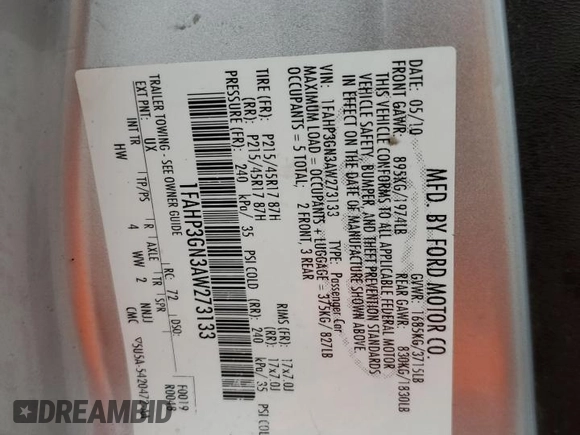 MFD. BY FORD MOTOR CO.
DATE: 05/10 GVWR: 1685KG/3715LB
FRONT GAWR: 895KG/1974LB REAR GAWR: 830KG/1830LB
THIS VEHICLE CONFORMS TO ALL APPLICABLE FEDERAL MOTOR
VEHICLE SAFETY, BUMPER, AND THEFT PREVENTION STANDARDS
IN EFFECT ON THE DATE OF MANUFACTURE SHOWN ABOVE.
VIN: 1FAHP3GN3AW273133 TYPE: Passenger Car
MAXIMUM LOAD = OCCUPANTS + LUGGAGE = 375KG/827LB
OCCUPANTS = 5 TOTAL; 2 FRONT, 3 REAR
TIRE (FR): P215/45R17 87H RIMS (FR): 17x7.0J
(RR): P215/45R17 87H (RR): 17x7.0J
PRESSURE (FR): 240 kPa/ 35 PSI COLD (RR): 240 kPa/35 PSI COLD
1FAHP3GN3AW273133
TRAILER TOWING - SEE OWNER GUIDE
EXT PNT: UX RC: 72 DSO: F0019
R0048
INT TR TP/PS R AXLE TR SPR
HW 4 WW 2 NNJJ CMC
DREAMBID